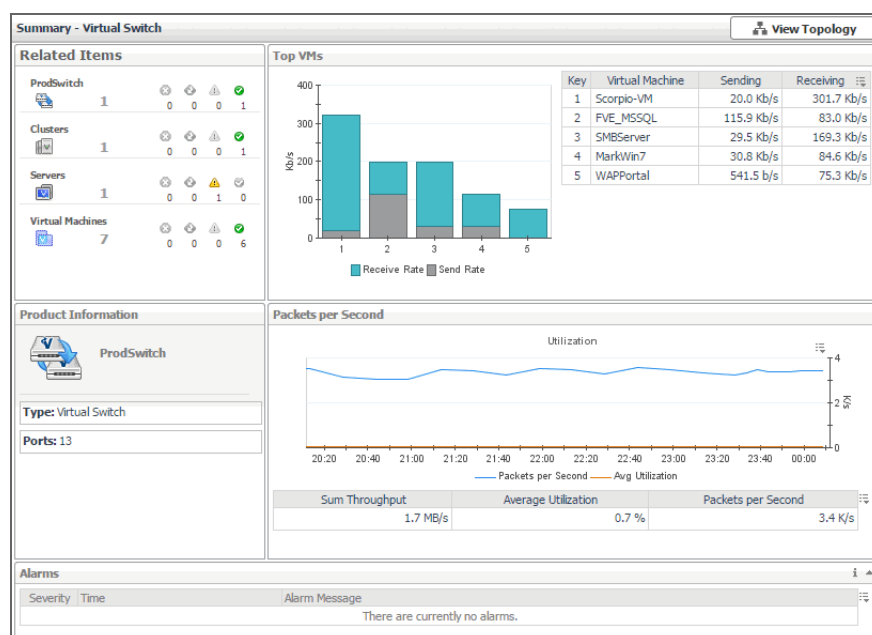 Summary - Virtual Switch
View Topology
Related Items
ProdSwitch
1
0 0 0 1
Clusters
1
0 0 0 1
Servers
1
0 0 1 0
Virtual Machines
7
0 0 0 6
Top VMs
400
300
200
100
0
Kb/s
1 2 3 4 5
Receive Rate Send Rate
Key Virtual Machine Sending Receiving
1 Scorpio-VM 20.0 Kb/s 301.7 Kb/s
2 FVE_MSSQL 115.9 Kb/s 83.0 Kb/s
3 SMBServer 29.5 Kb/s 169.3 Kb/s
4 MarkWin7 30.8 Kb/s 84.6 Kb/s
5 WAPPortal 541.5 b/s 75.3 Kb/s
Product Information
ProdSwitch
Type: Virtual Switch
Ports: 13
Packets per Second
Utilization
4
2
0
K/s
20:20 20:40 21:00 21:20 21:40 22:00 22:20 22:40 23:00 23:20 23:40 00:00
Packets per Second Avg Utilization
Sum Throughput Average Utilization Packets per Second
1.7 MB/s 0.7 % 3.4 K/s
Alarms
Severity Time Alarm Message
There are currently no alarms.